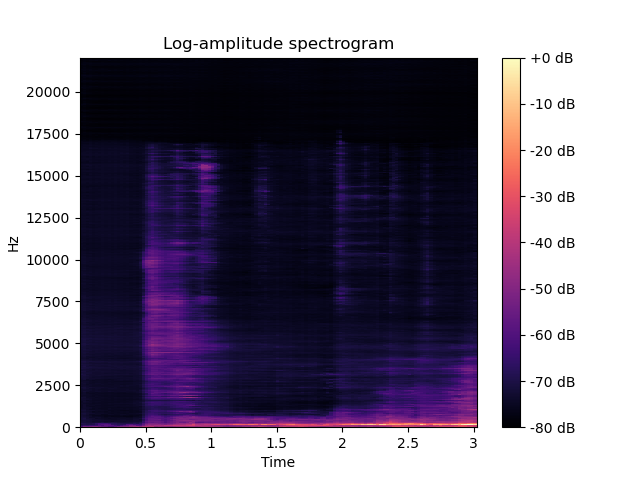 Log-amplitude spectrogram
Hz
20000
17500
15000
12500
10000
7500
5000
2500
0
0
0.5
1
1.5
2
2.5
3
Time
+0 dB
-10 dB
-20 dB
-30 dB
-40 dB
-50 dB
-60 dB
-70 dB
-80 dB